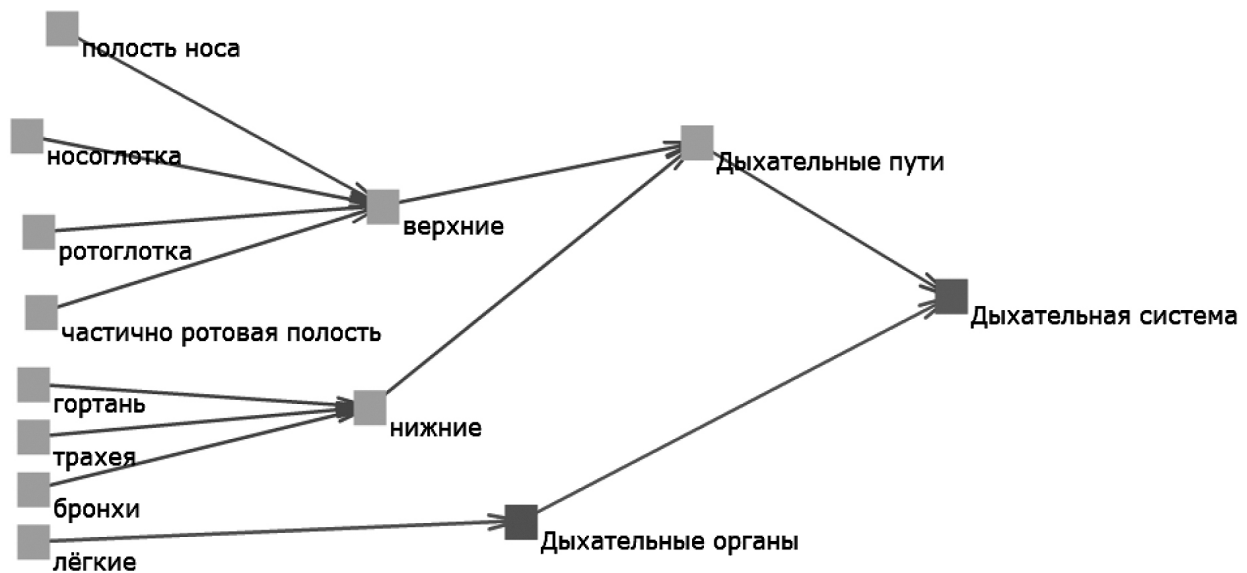 полость носа
носоглотка
Дыхательные пути
верхние
ротоглотка
Дыхательная система
частично ротовая полость
гортань
нижние
трахея
бронхи
Дыхательные органы
лёгкие